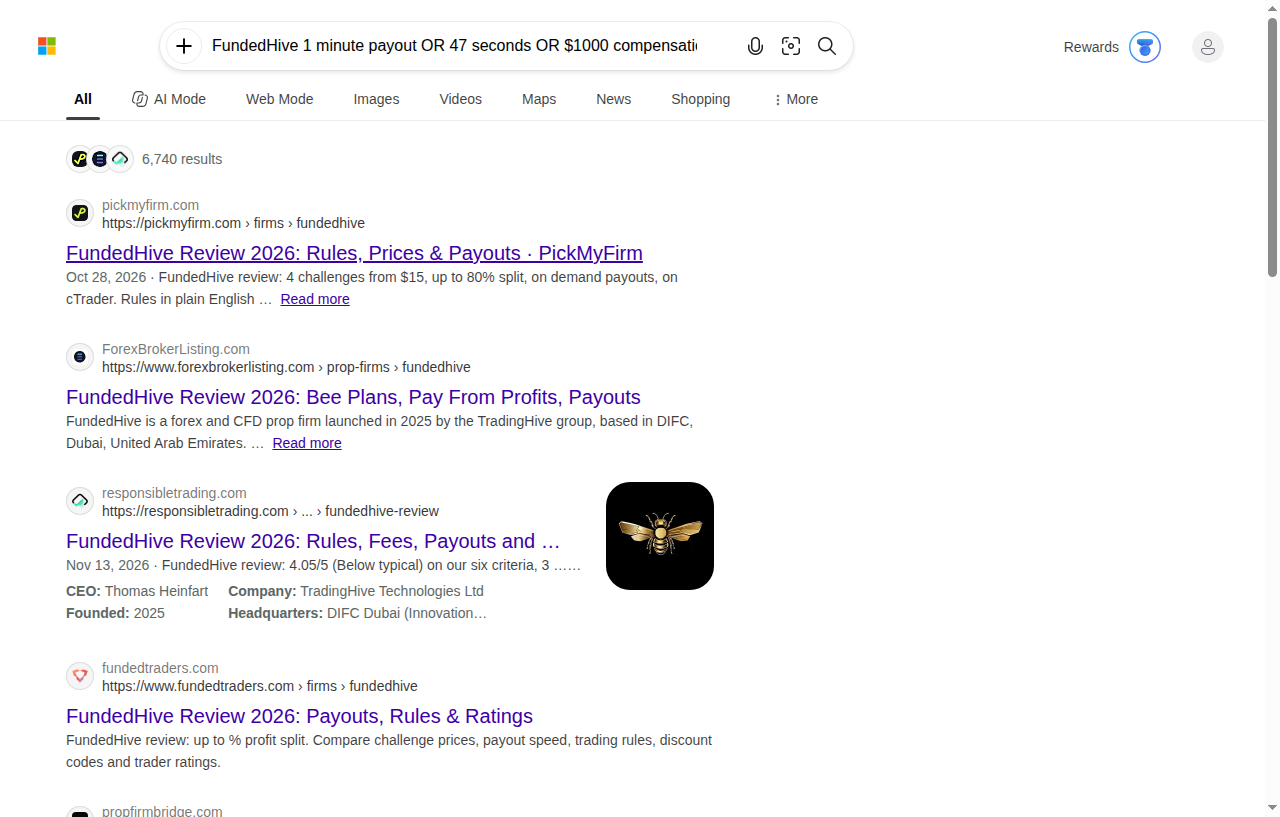 FundedHive 1 minute payout OR 47 seconds OR $1000 compensati
Rewards
All
AI Mode
Web Mode
Images
Videos
Maps
News
Shopping
More
6,740 results
pickmyfirm.com
https://pickmyfirm.com › firms › fundedhive
FundedHive Review 2026: Rules, Prices & Payouts · PickMyFirm
Oct 28, 2026 · FundedHive review: 4 challenges from $15, up to 80% split, on demand payouts, on
cTrader. Rules in plain English … Read more
ForexBrokerListing.com
https://www.forexbrokerlisting.com › prop-firms › fundedhive
FundedHive Review 2026: Bee Plans, Pay From Profits, Payouts
FundedHive is a forex and CFD prop firm launched in 2025 by the TradingHive group, based in DIFC,
Dubai, United Arab Emirates. … Read more
responsibletrading.com
https://responsibletrading.com › ... › fundedhive-review
FundedHive Review 2026: Rules, Fees, Payouts and …
Nov 13, 2026 · FundedHive review: 4.05/5 (Below typical) on our six criteria, 3 ……
CEO: Thomas Heinfart Company: TradingHive Technologies Ltd
Founded: 2025 Headquarters: DIFC Dubai (Innovation…
fundedtraders.com
https://www.fundedtraders.com › firms › fundedhive
FundedHive Review 2026: Payouts, Rules & Ratings
FundedHive review: up to % profit split. Compare challenge prices, payout speed, trading rules, discount
codes and trader ratings.
propfirmbridge.com